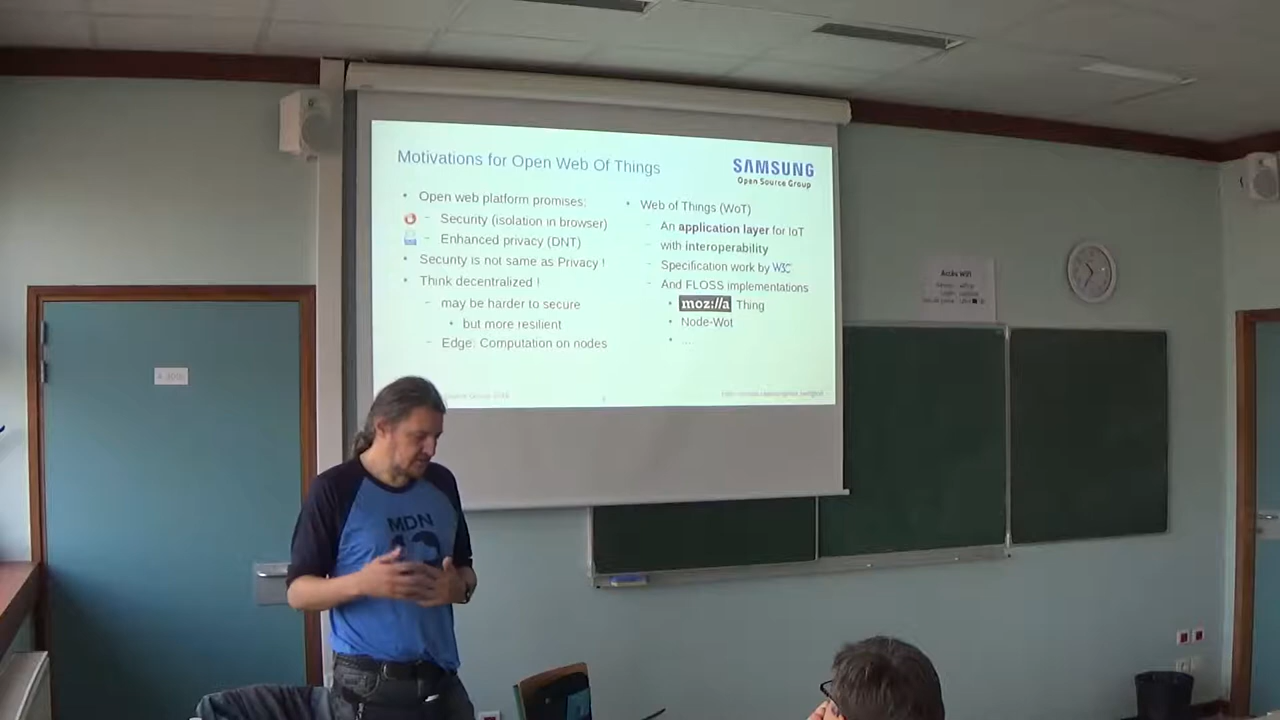 Motivations for Open Web Of Things
SAMSUNG
Open Source Group
• Open web platform promises:
– Security (isolation in browser)
– Enhanced privacy (DNT)
• Security is not same as Privacy !
• Think decentralized !
– may be harder to secure
• but more resilient
– Edge: Computation on nodes
• Web of Things (WoT)
– An application layer for IoT
– with interoperability
– Specification work by W3C
– And FLOSS implementations
• moz://a Thing
• Node-Wot
• ...
Accès Wifi
MDN